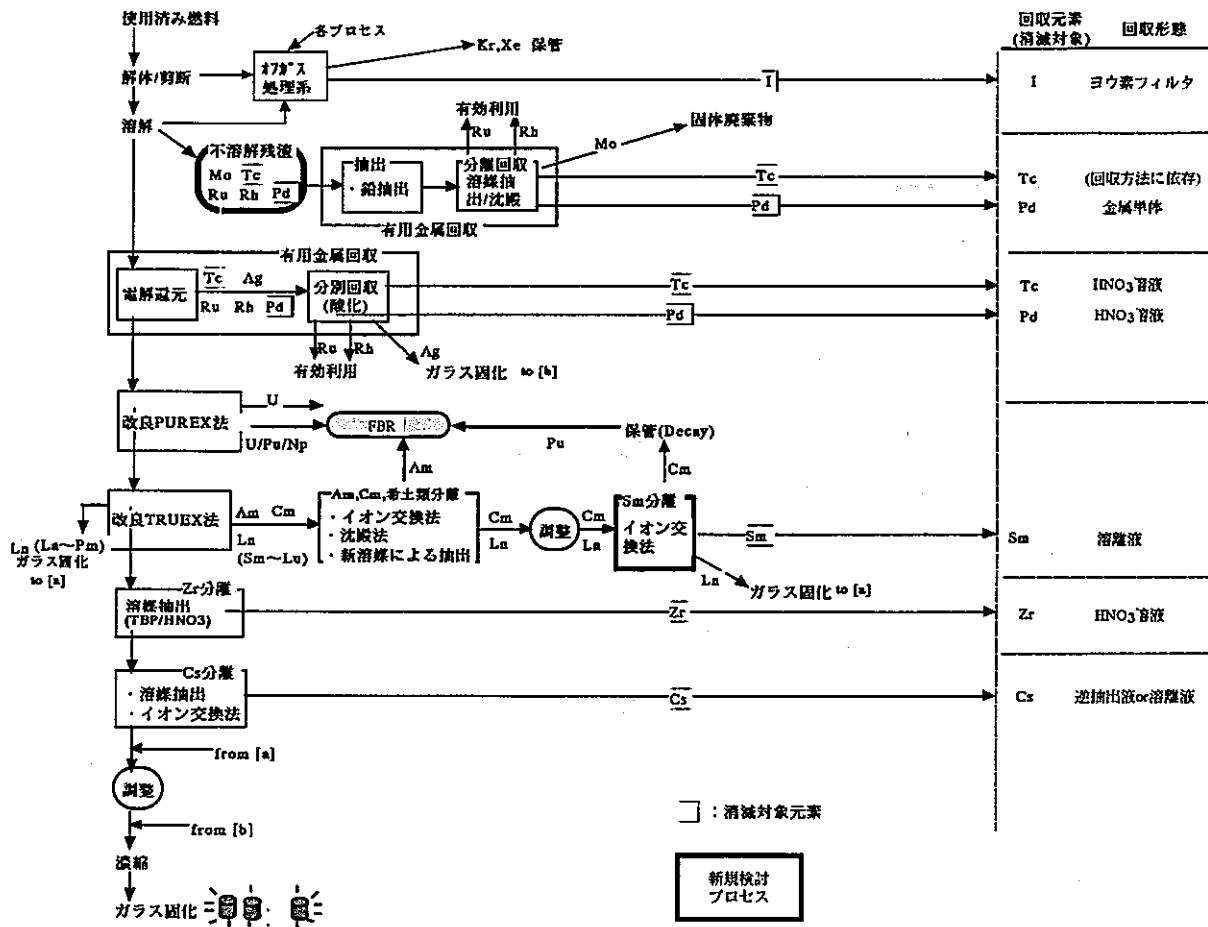 使用済み燃料
各プロセス
Kr,Xe 保管
回収元素
(消滅対象)
回収形態
解体/剪断
オフガス
処理系
I
I
ヨウ素フィルタ
溶解
有効利用
Ru
Rh
固体廃棄物
Mo
不溶解残渣
Mo Tc
Ru Rh Pd
抽出
・鉛抽出
分離回収
溶媒抽
出/沈殿
Tc
Tc
(回収方法に依存)
Pd
Pd
金属単体
有用金属回収
有用金属回収
電解還元
Tc Ag
Ru Rh Pd
分別回収
(酸化)
Tc
Tc
HNO3溶液
Pd
Pd
HNO3溶液
Ru
Rh
Ag
有効利用
ガラス固化 to [b]
改良PUREX法
U
U/Pu/Np
FBR
Pu
保管(Decay)
Am
Cm
改良TRUEX法
Am Cm
Ln
(Sm～Lu)
Am,Cm,希土類分離
・イオン交換法
・沈殿法
・新溶媒による抽出
Cm
Ln
調整
Cm
Ln
Sm分離
イオン交
換法
Sm
Sm
溶離液
Ln (La～Pm)
ガラス固化
to [a]
Ln
ガラス固化 to [a]
Zr分離
溶媒抽出
(TBP/HNO3)
Zr
Zr
HNO3溶液
Cs分離
・溶媒抽出
・イオン交換法
Cs
Cs
逆抽出液or溶離液
from [a]
調整
from [b]
濃縮
ガラス固化
：消滅対象元素
新規検討
プロセス